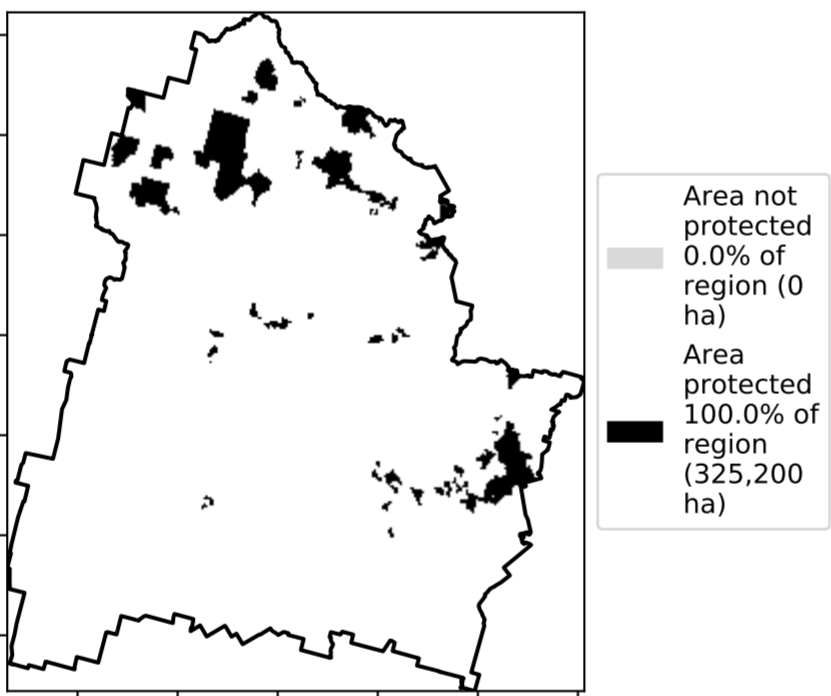 Area not
protected
0.0% of
region (0
ha)
Area
protected
100.0% of
region
(325,200
ha)